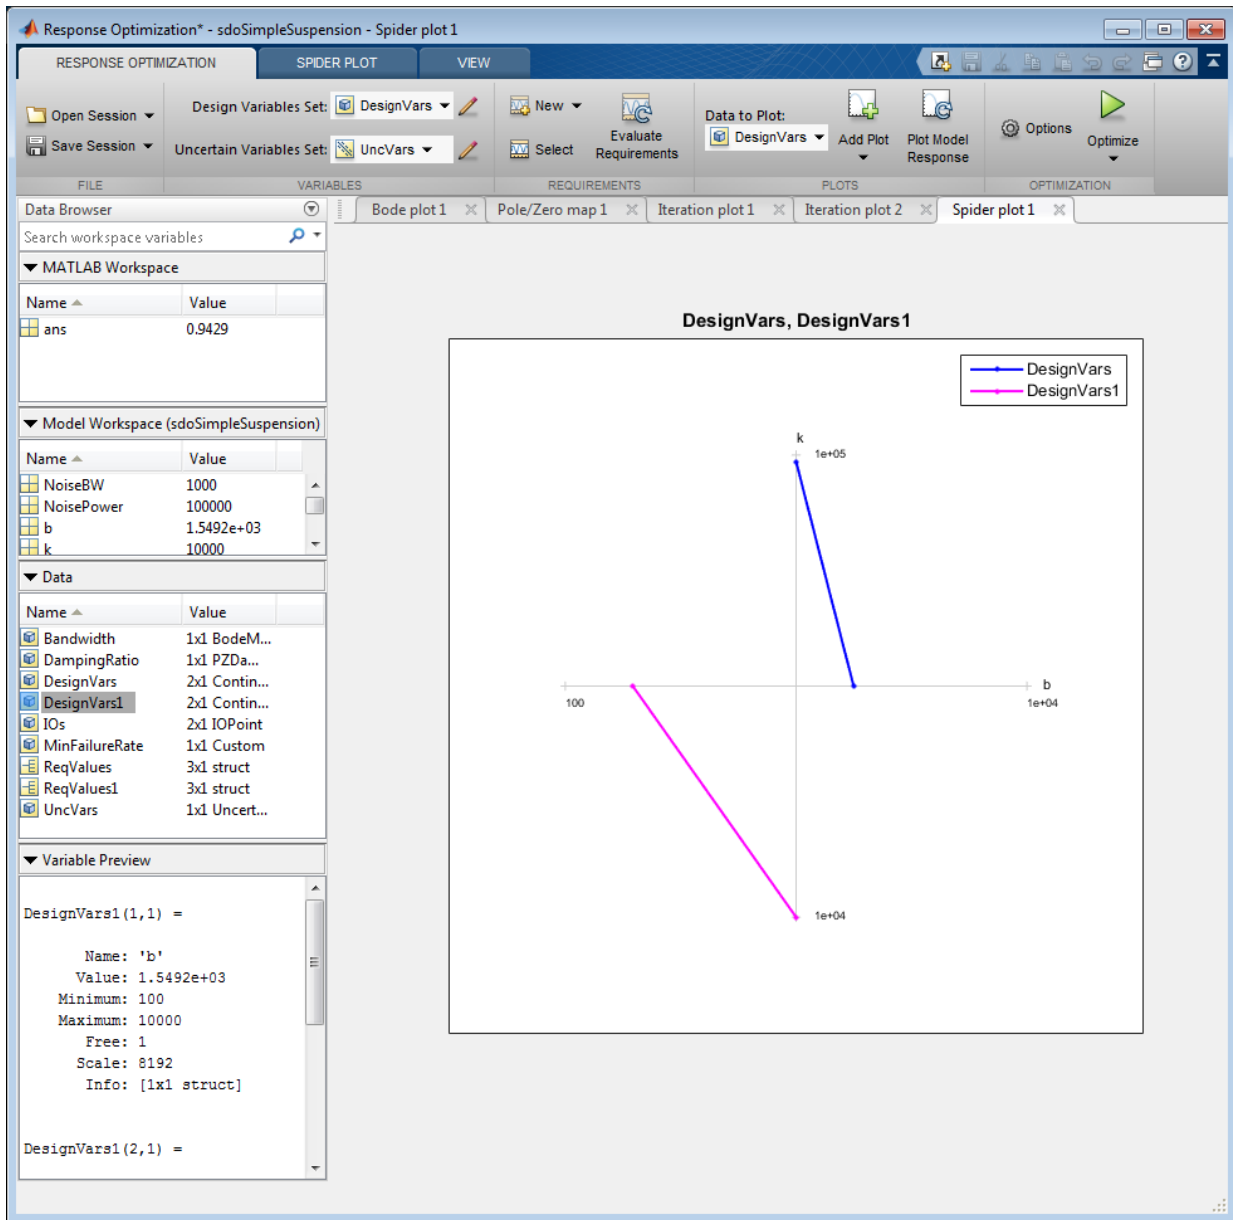 Response Optimization* - sdoSimpleSuspension - Spider plot 1
RESPONSE OPTIMIZATION
SPIDER PLOT
VIEW
Open Session
Save Session
FILE
Design Variables Set: DesignVars
Uncertain Variables Set: UncVars
VARIABLES
New
Select
Evaluate
Requirements
REQUIREMENTS
Data to Plot:
DesignVars
Add Plot
Plot Model
Response
PLOTS
Options
Optimize
OPTIMIZATION
Data Browser
Search workspace variables
MATLAB Workspace
Name Value
ans 0.9429
Model Workspace (sdoSimpleSuspension)
Name Value
NoiseBW 1000
NoisePower 100000
b 1.5492e+03
k 10000
Data
Name Value
Bandwidth 1x1 BodeM...
DampingRatio 1x1 PZDa...
DesignVars 2x1 Contin...
DesignVars1 2x1 Contin...
IOs 2x1 IOPoint
MinFailureRate 1x1 Custom
ReqValues 3x1 struct
ReqValues1 3x1 struct
UncVars 1x1 Uncert...
Variable Preview
DesignVars1(1,1) =
Name: 'b'
Value: 1.5492e+03
Minimum: 100
Maximum: 10000
Free: 1
Scale: 8192
Info: [1x1 struct]
DesignVars1(2,1) =
Bode plot 1
Pole/Zero map 1
Iteration plot 1
Iteration plot 2
Spider plot 1
DesignVars, DesignVars1
DesignVars
DesignVars1
k
1e+05
b
100
1e+04
1e+04